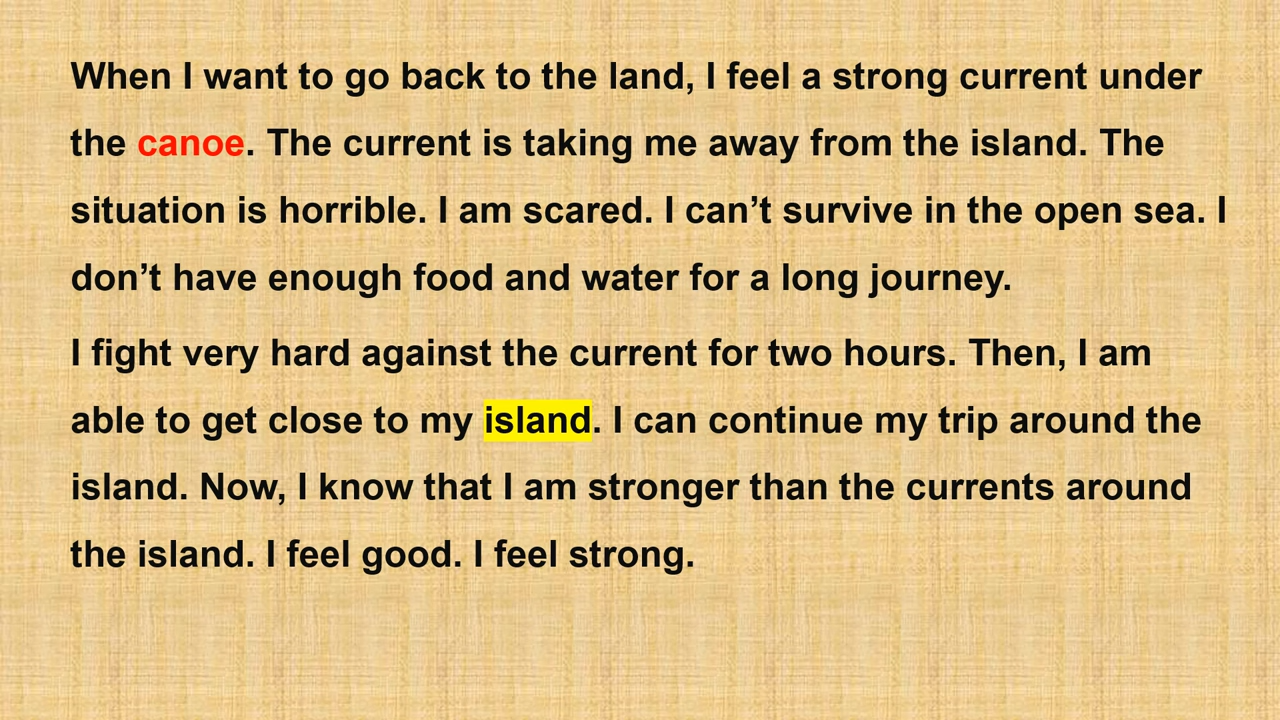 When I want to go back to the land, I feel a strong current under
the canoe. The current is taking me away from the island. The
situation is horrible. I am scared. I can’t survive in the open sea. I
don’t have enough food and water for a long journey.
I fight very hard against the current for two hours. Then, I am
able to get close to my island. I can continue my trip around the
island. Now, I know that I am stronger than the currents around
the island. I feel good. I feel strong.